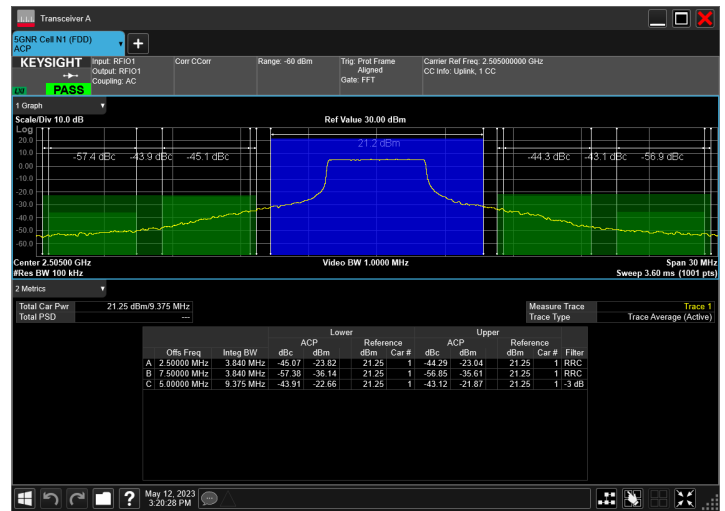 Transceiver A
5GNR Cell N1 (FDD)
ACP
KEYSIGHT
LXI
PASS
Input: RFIO1
Output: RFIO1
Coupling: AC
Corr CCorr
Range: -60 dBm
Trig: Prot Frame
Aligned
Gate: FFT
Carrier Ref Freq: 2.505000000 GHz
CC Info: Uplink, 1 CC
1 Graph
Scale/Div 10.0 dB
Ref Value 30.00 dBm
Log
20.0
10.0
0.00
-10.0
-20.0
-30.0
-40.0
-50.0
-60.0
-57.4 dBc -43.9 dBc -45.1 dBc 21.2 dBm -44.3 dBc -43.1 dBc -56.9 dBc
Center 2.50500 GHz Video BW 1.0000 MHz Span 30 MHz
#Res BW 100 kHz Sweep 3.60 ms (1001 pts)
2 Metrics
Total Car Pwr 21.25 dBm/9.375 MHz Measure Trace Trace 1
Total PSD --- Trace Type Trace Average (Active)
Lower Upper
ACP Reference ACP Reference
Offs Freq Integ BW dBc dBm dBm Car # dBc dBm dBm Car # Filter
A 2.50000 MHz 3.840 MHz -45.07 -23.82 21.25 1 -44.29 -23.04 21.25 1 RRC
B 7.50000 MHz 3.840 MHz -57.38 -36.14 21.25 1 -56.85 -35.61 21.25 1 RRC
C 5.00000 MHz 9.375 MHz -43.91 -22.66 21.25 1 -43.12 -21.87 21.25 1 -3 dB
?
May 12, 2023
3:20:28 PM